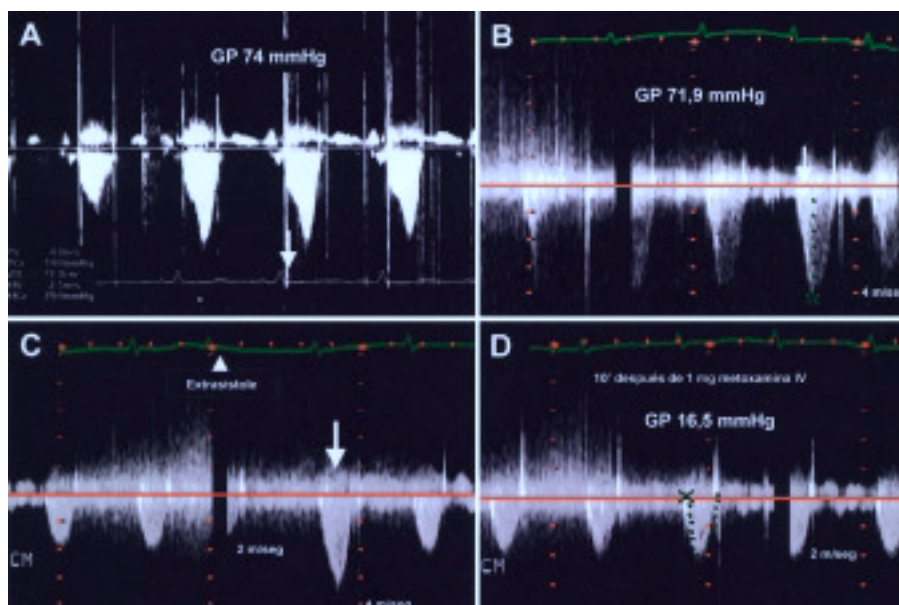 A
GP 74 mmHg
B
GP 71,9 mmHg
4 m/seg
C
Extrasistole
2 m/seg
4 m/seg
CM
D
10' después de 1 mg metoxamina IV
GP 16,5 mmHg
2 m/seg
CM